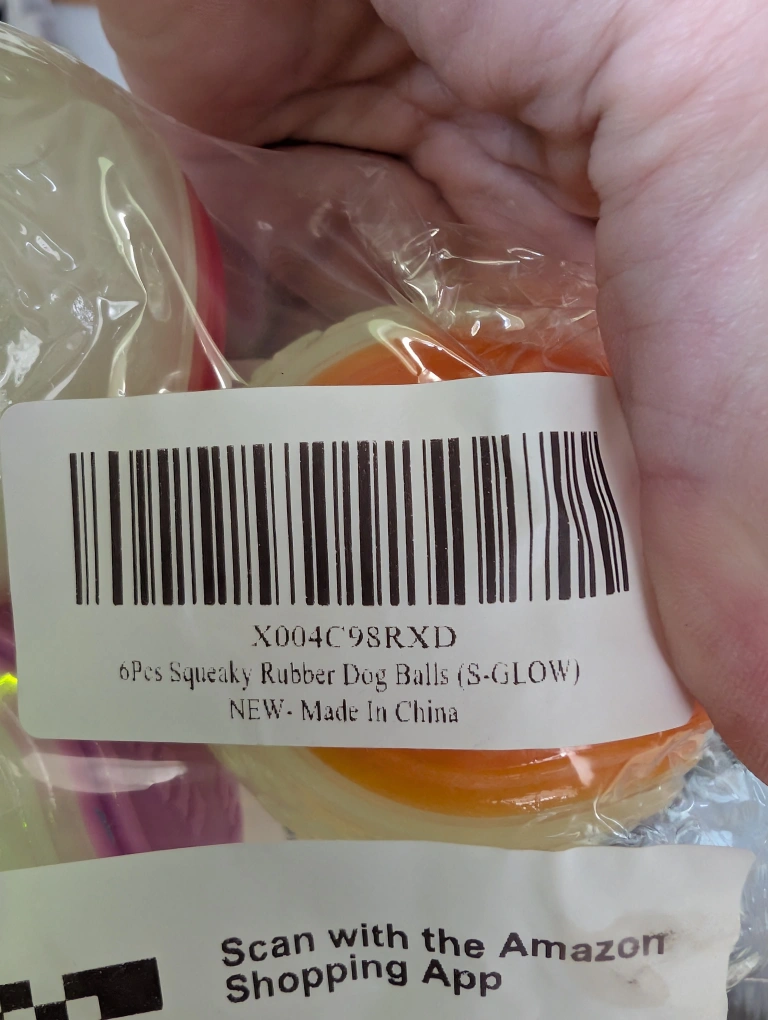 X004C98RXD
6Pcs Squeaky Rubber Dog Balls (S-GLOW)
NEW- Made In China
Scan with the Amazon
Shopping App